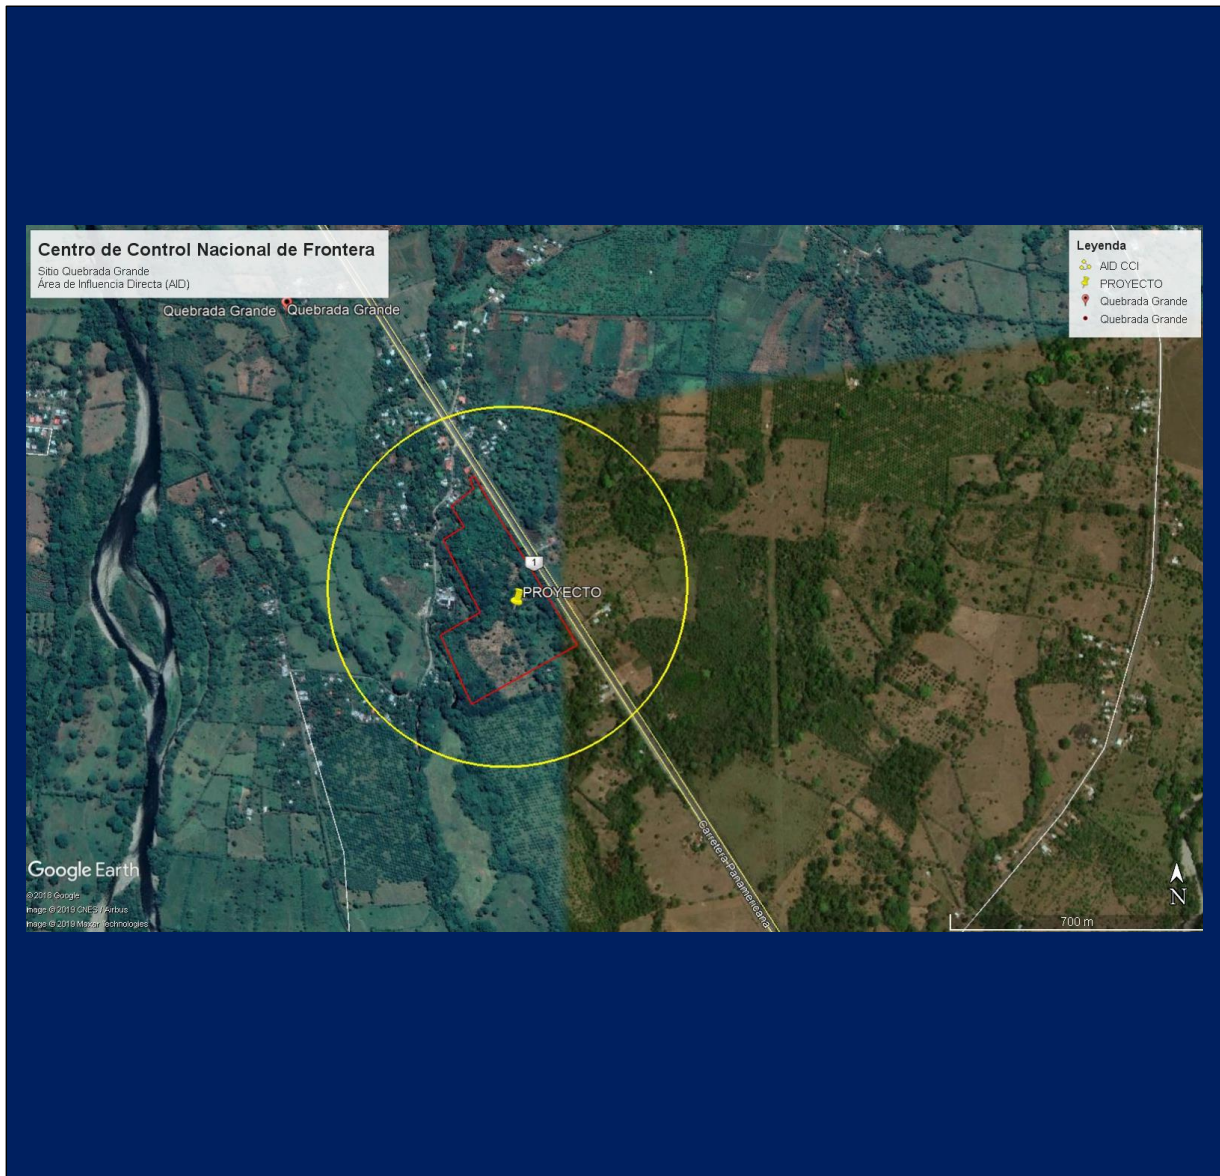 Centro de Control Nacional de Frontera
Sitio Quebrada Grande
Área de Influencia Directa (AID)
Leyenda
AID CCI
PROYECTO
Quebrada Grande
Quebrada Grande
Quebrada Grande
Quebrada Grande
1
PROYECTO
Carretera Panamericana
Google Earth
© 2018 Google
Image © 2019 CNES / Airbus
Image © 2019 Maxar Technologies
N
700 m